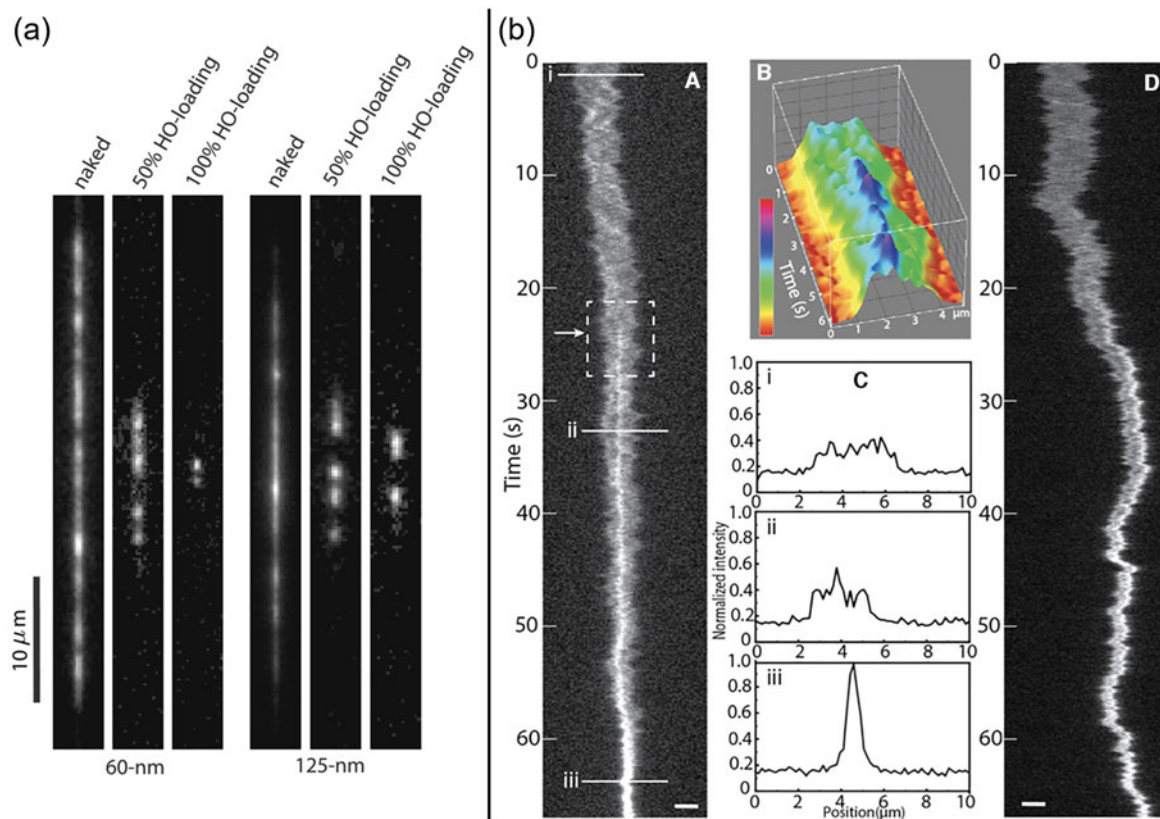 (a)
naked
50% HO-loading
100% HO-loading
naked
50% HO-loading
100% HO-loading
10 μm
60-nm
125-nm
(b)
A
0
10
20
30
40
50
60
Time (s)
i
ii
iii
B
0
1
2
3
4
5
6
Time (s)
0 1 2 3 4 μm
C
i
1.0
0.8
0.6
0.4
0.2
0
0 2 4 6 8 10
ii
1.0
0.8
0.6
0.4
0.2
0
0 2 4 6 8 10
iii
1.0
0.8
0.6
0.4
0.2
0 2 4 6 8 10
Normalized intensity
Position(μm)
D
0
10
20
30
40
50
60